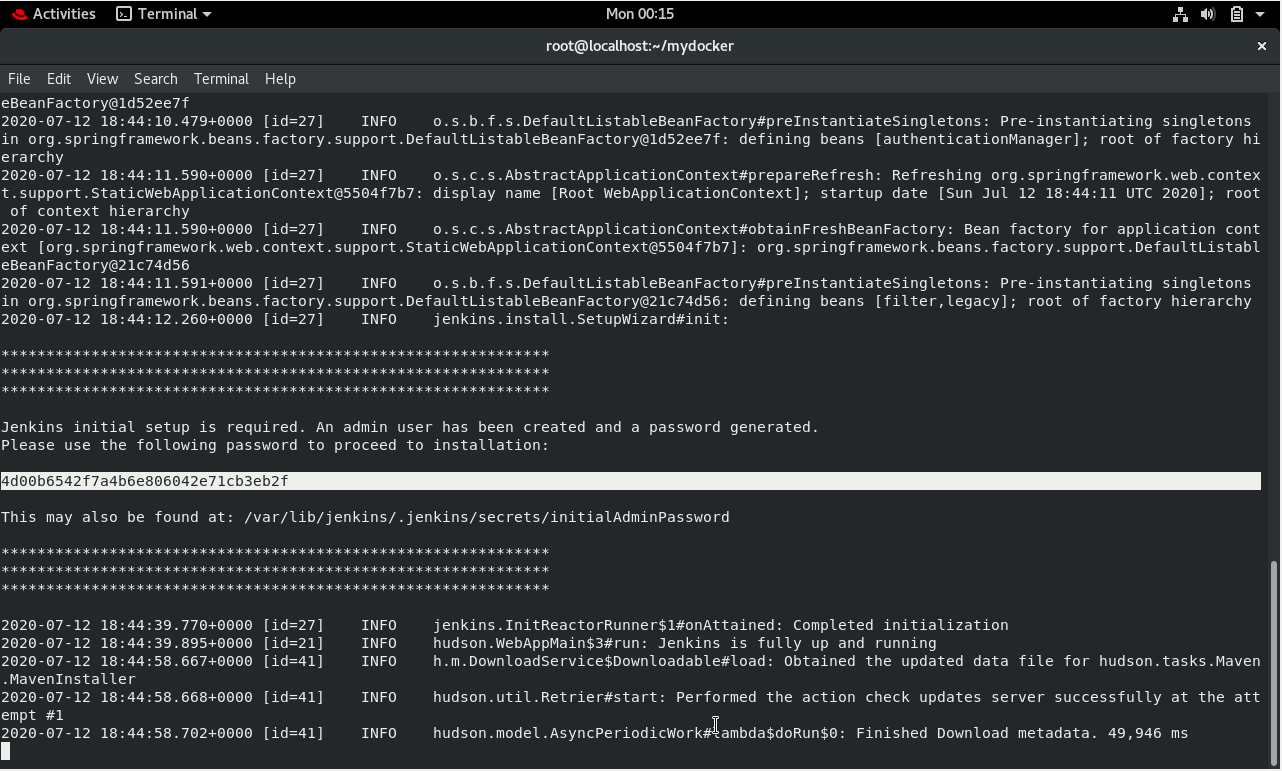 Activities Terminal Mon 00:15
root@localhost:~/mydocker ×
File Edit View Search Terminal Help
eBeanFactory@1d52ee7f
2020-07-12 18:44:10.479+0000 [id=27]    INFO    o.s.b.f.s.DefaultListableBeanFactory#preInstantiateSingletons: Pre-instantiating singletons
in org.springframework.beans.factory.support.DefaultListableBeanFactory@1d52ee7f: defining beans [authenticationManager]; root of factory hi
erarchy
2020-07-12 18:44:11.590+0000 [id=27]    INFO    o.s.c.s.AbstractApplicationContext#prepareRefresh: Refreshing org.springframework.web.contex
t.support.StaticWebApplicationContext@5504f7b7: display name [Root WebApplicationContext]; startup date [Sun Jul 12 18:44:11 UTC 2020]; root
 of context hierarchy
2020-07-12 18:44:11.590+0000 [id=27]    INFO    o.s.c.s.AbstractApplicationContext#obtainFreshBeanFactory: Bean factory for application cont
ext [org.springframework.web.context.support.StaticWebApplicationContext@5504f7b7]: org.springframework.beans.factory.support.DefaultListabl
eBeanFactory@21c74d56
2020-07-12 18:44:11.591+0000 [id=27]    INFO    o.s.b.f.s.DefaultListableBeanFactory#preInstantiateSingletons: Pre-instantiating singletons
in org.springframework.beans.factory.support.DefaultListableBeanFactory@21c74d56: defining beans [filter,legacy]; root of factory hierarchy
2020-07-12 18:44:12.260+0000 [id=27]    INFO    jenkins.install.SetupWizard#init:
*************************************************************
*************************************************************
*************************************************************
Jenkins initial setup is required. An admin user has been created and a password generated.
Please use the following password to proceed to installation:
4d00b6542f7a4b6e806042e71cb3eb2f
This may also be found at: /var/lib/jenkins/.jenkins/secrets/initialAdminPassword
*************************************************************
*************************************************************
*************************************************************
2020-07-12 18:44:39.770+0000 [id=27]    INFO    jenkins.InitReactorRunner$1#onAttained: Completed initialization
2020-07-12 18:44:39.895+0000 [id=21]    INFO    hudson.WebAppMain$3#run: Jenkins is fully up and running
2020-07-12 18:44:58.667+0000 [id=41]    INFO    h.m.DownloadService$Downloadable#load: Obtained the updated data file for hudson.tasks.Maven
.MavenInstaller
2020-07-12 18:44:58.668+0000 [id=41]    INFO    hudson.util.Retrier#start: Performed the action check updates server successfully at the att
empt #1
2020-07-12 18:44:58.702+0000 [id=41]    INFO    hudson.model.AsyncPeriodicWork#lambda$doRun$0: Finished Download metadata. 49,946 ms